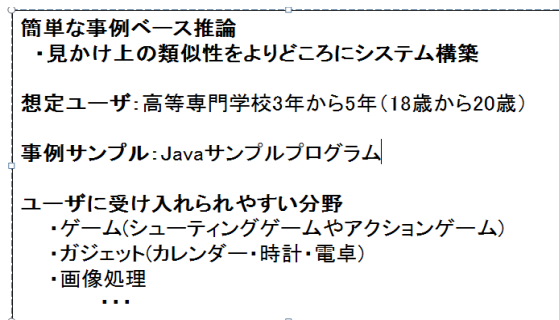 簡単な事例ベース推論
・見かけ上の類似性をよりどころにシステム構築
想定ユーザ:高等専門学校3年から5年(18歳から20歳)
事例サンプル:Javaサンプルプログラム
ユーザに受け入れられやすい分野
・ゲーム(シューティングゲームやアクションゲーム)
・ガジェット(カレンダー・時計・電卓)
・画像処理
・・・